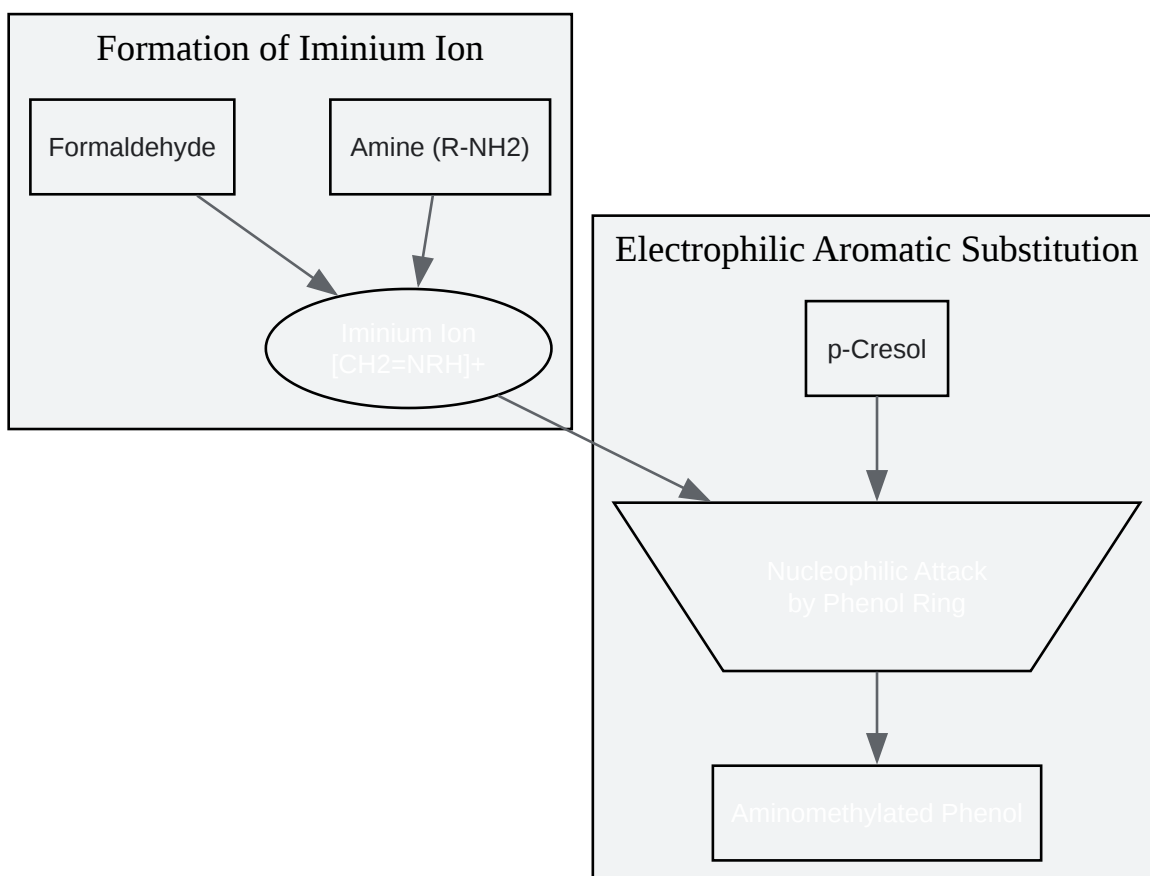 Formation of Iminium Ion
Formaldehyde
Amine (R-NH2)
Iminium Ion
[CH2=NRH]+
Electrophilic Aromatic Substitution
p-Cresol
Nucleophilic Attack
by Phenol Ring
Aminomethylated Phenol